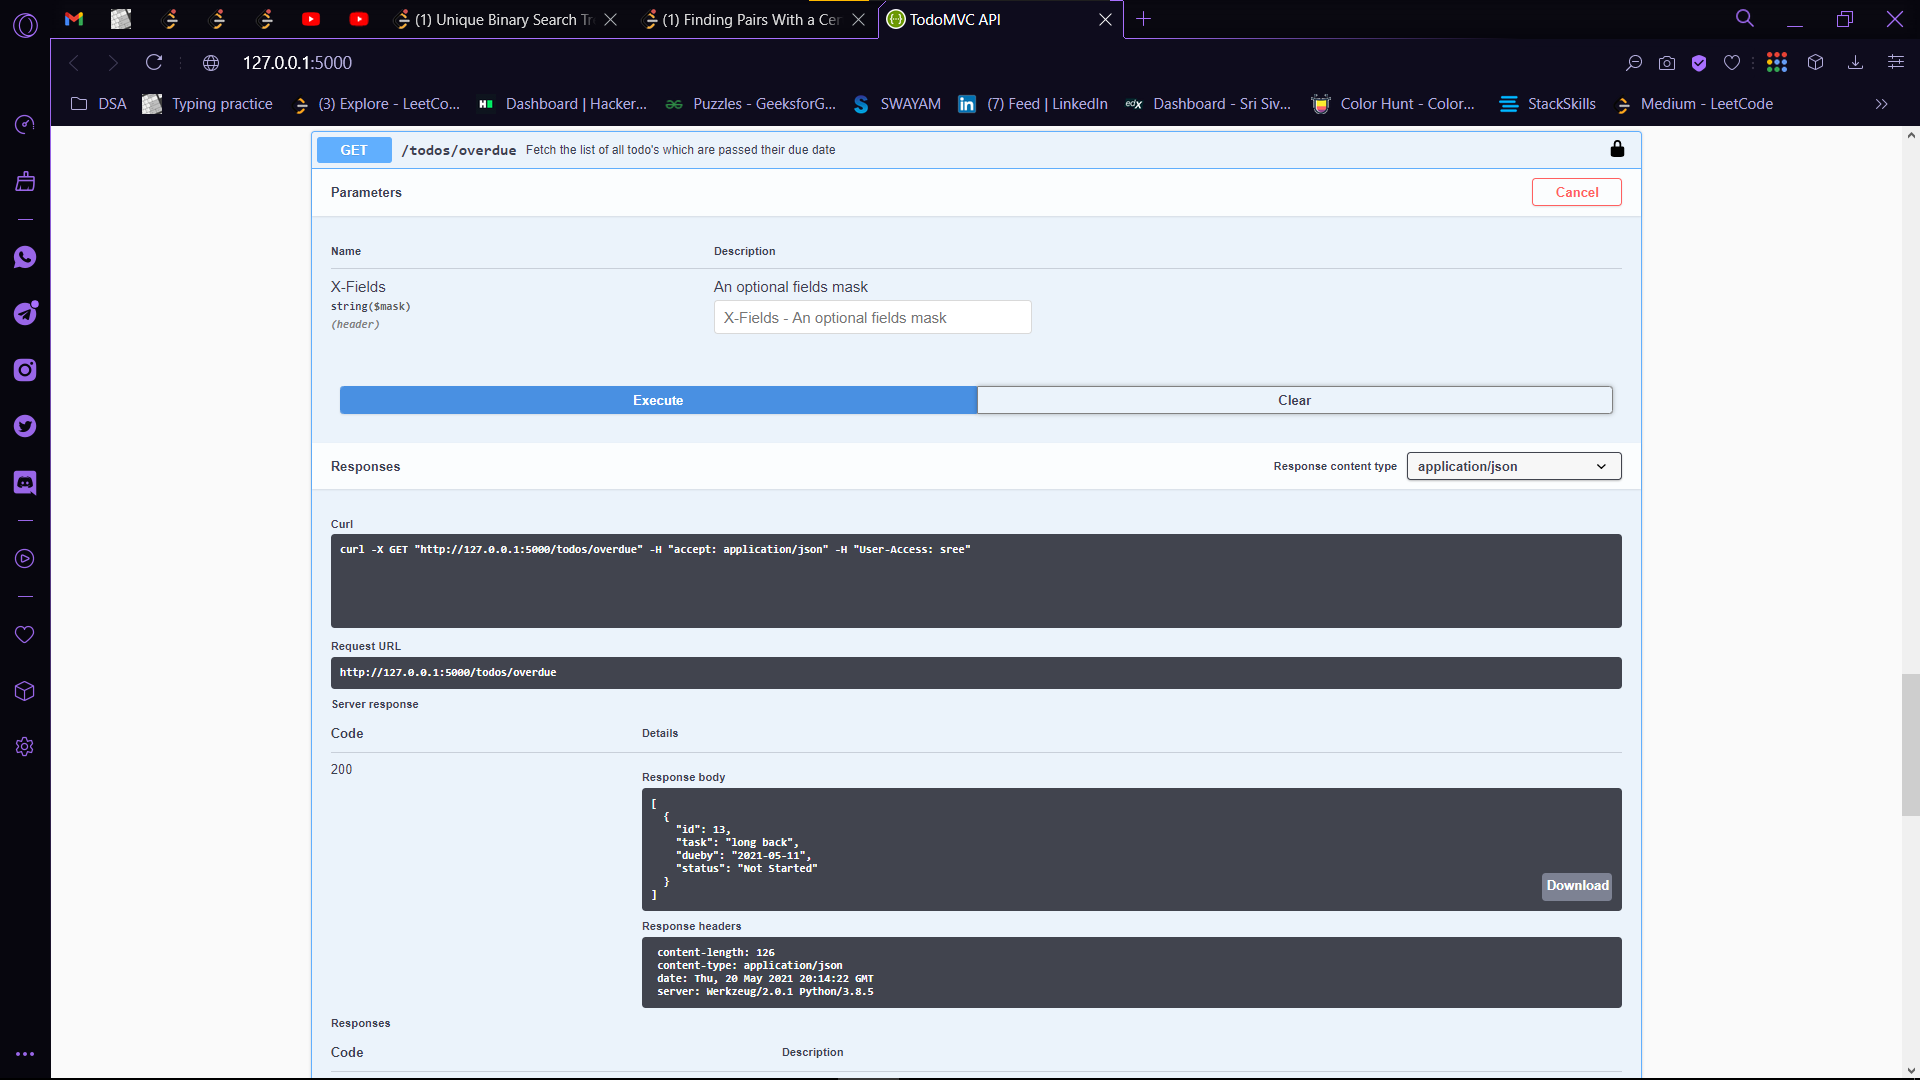 (1) Unique Binary Search Tr
(1) Finding Pairs With a Cer
TodoMVC API
127.0.0.1:5000
DSA
Typing practice
(3) Explore - LeetCo...
Dashboard | Hacker...
Puzzles - GeeksforG...
SWAYAM
(7) Feed | LinkedIn
Dashboard - Sri Siv...
Color Hunt - Color...
StackSkills
Medium - LeetCode
GET /todos/overdue Fetch the list of all todo's which are passed their due date
Parameters
Cancel
Name Description
X-Fields
string($mask)
(header)
An optional fields mask
X-Fields - An optional fields mask
Execute
Clear
Responses
Response content type application/json
Curl
curl -X GET "http://127.0.0.1:5000/todos/overdue" -H "accept: application/json" -H "User-Access: sree"
Request URL
http://127.0.0.1:5000/todos/overdue
Server response
Code Details
200
Response body
[
{
"id": 13,
"task": "long back",
"dueby": "2021-05-11",
"status": "Not Started"
}
]
Download
Response headers
content-length: 126
content-type: application/json
date: Thu, 20 May 2021 20:14:22 GMT
server: Werkzeug/2.0.1 Python/3.8.5
Responses
Code Description